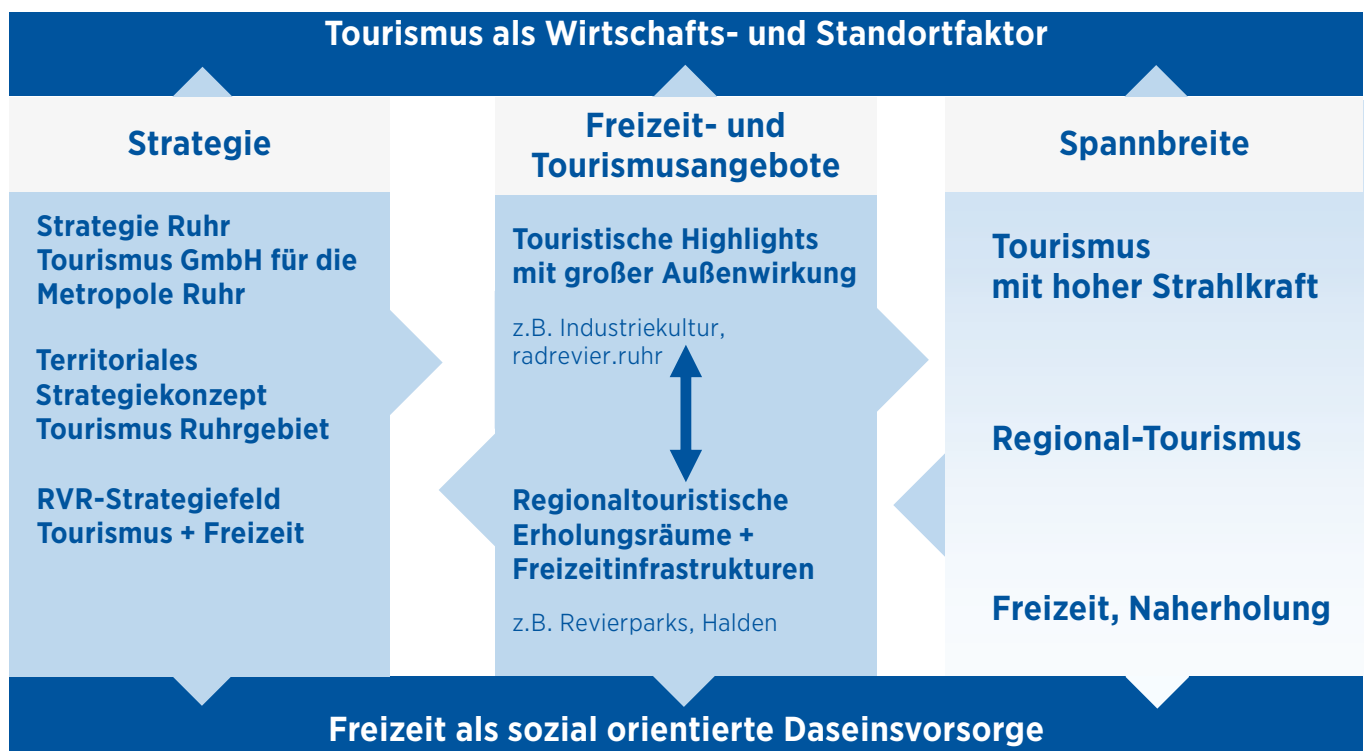 Tourismus als Wirtschafts- und Standortfaktor
Strategie
Strategie Ruhr
Tourismus GmbH für die
Metropole Ruhr
Territoriales
Strategiekonzept
Tourismus Ruhrgebiet
RVR-Strategiefeld
Tourismus + Freizeit
Freizeit- und
Tourismusangebote
Touristische Highlights
mit großer Außenwirkung
z.B. Industriekultur,
radrevier.ruhr
Regionaltouristische
Erholungsräume +
Freizeitinfrastrukturen
z.B. Revierparks, Halden
Spannbreite
Tourismus
mit hoher Strahlkraft
Regional-Tourismus
Freizeit, Naherholung
Freizeit als sozial orientierte Daseinsvorsorge